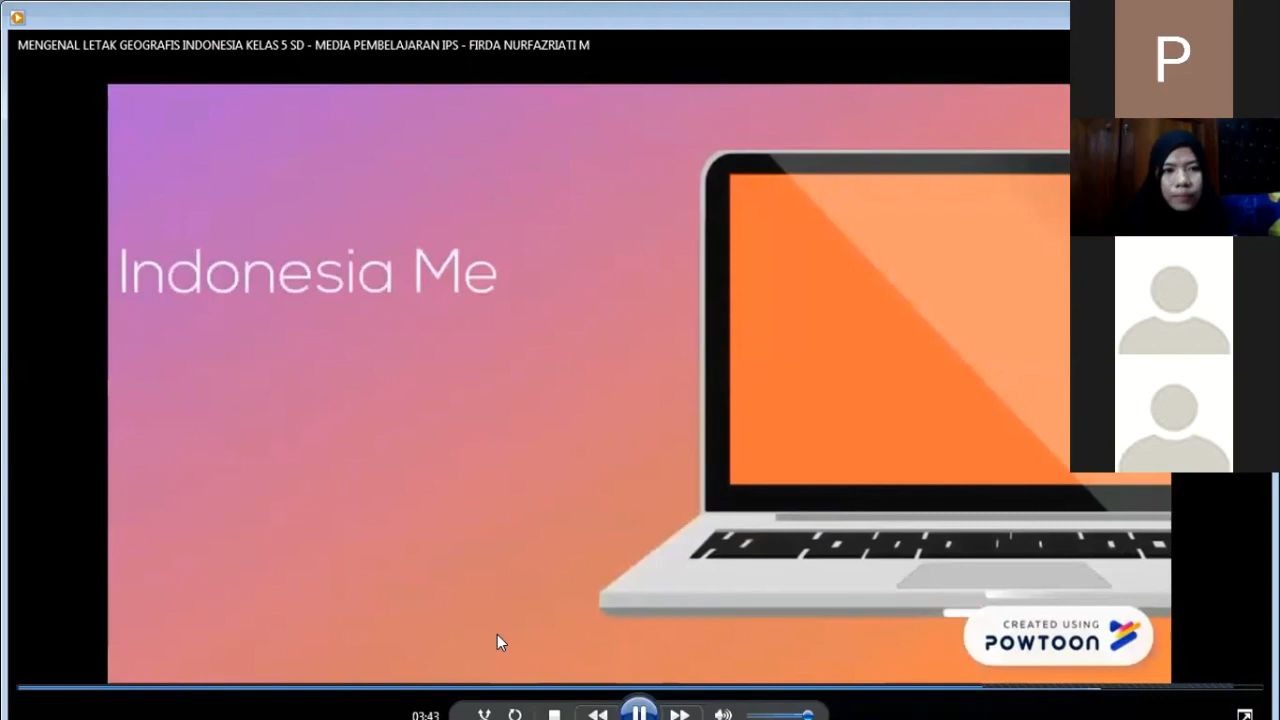 MENGENAL LETAK GEOGRAFIS INDONESIA KELAS 5 SD - MEDIA PEMBELAJARAN IPS - FIRDA NURFAZRIATI M
P
Indonesia Me
CREATED USING
POWTOON
03:43